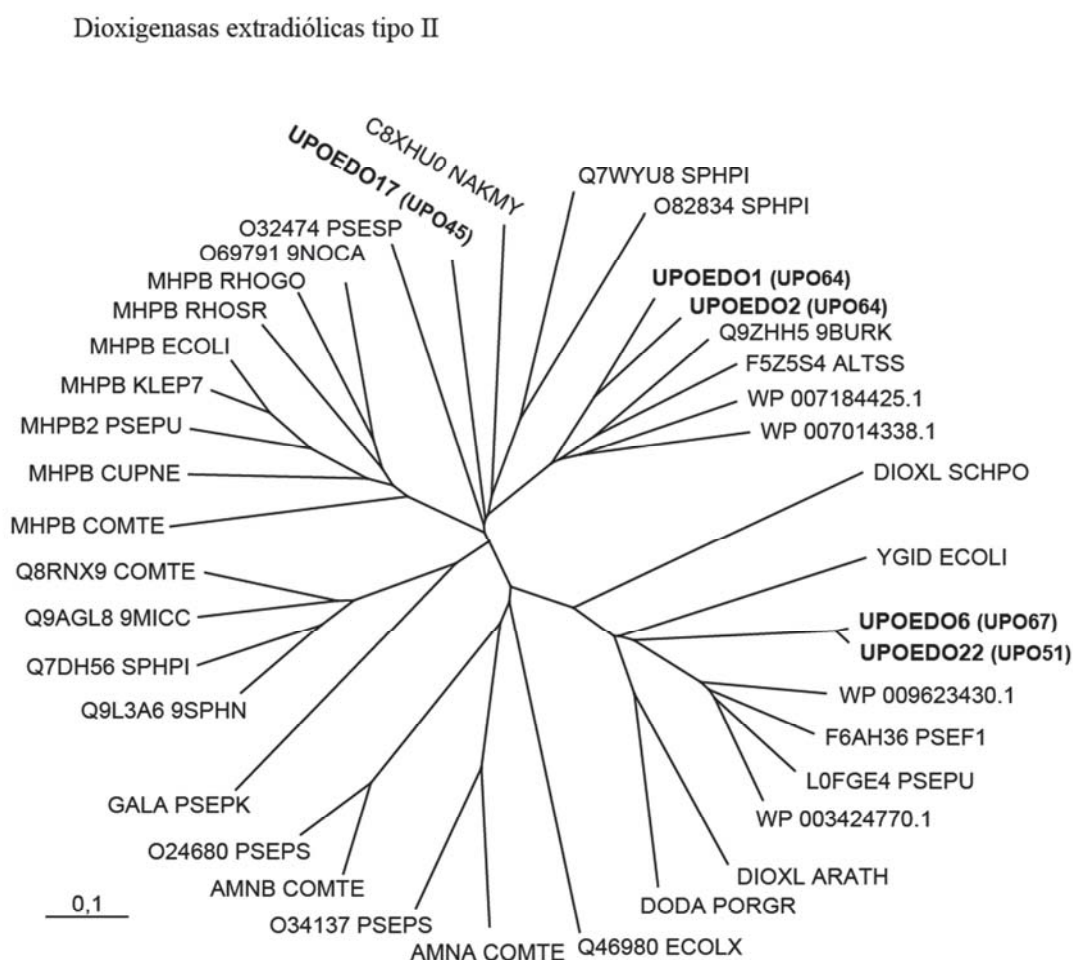 Dioxigenasas extradiólicas tipo II
C8XHU0 NAKMY
UPOEDO17 (UPO45)
Q7WYU8 SPHPI
O82834 SPHPI
O32474 PSESP
O69791 9NOCA
MHPB RHOGO
MHPB RHOSR
MHPB ECOLI
MHPB KLEP7
MHPB2 PSEPU
MHPB CUPNE
MHPB COMTE
Q8RNX9 COMTE
Q9AGL8 9MICC
Q7DH56 SPHPI
Q9L3A6 9SPHN
GALA PSEPK
O24680 PSEPS
AMNB COMTE
O34137 PSEPS
AMNA COMTE
Q46980 ECOLX
UPOEDO1 (UPO64)
UPOEDO2 (UPO64)
Q9ZHH5 9BURK
F5Z5S4 ALTSS
WP 007184425.1
WP 007014338.1
DIOXL SCHPO
YGID ECOLI
UPOEDO6 (UPO67)
UPOEDO22 (UPO51)
WP 009623430.1
F6AH36 PSEF1
L0FGE4 PSEPU
WP 003424770.1
DIOXL ARATH
DODA PORGR
0,1